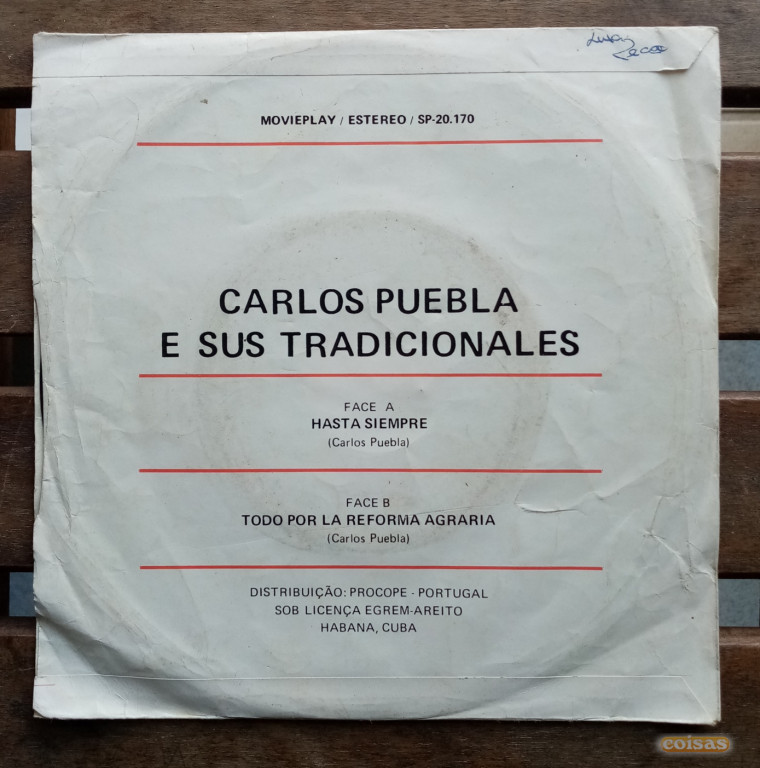 MOVIEPLAY / ESTEREO / SP-20.170
CARLOS PUEBLA
E SUS TRADICIONALES
FACE A
HASTA SIEMPRE
(Carlos Puebla)
FACE B
TODO POR LA REFORMA AGRARIA
(Carlos Puebla)
DISTRIBUIÇÃO: PROCOPE - PORTUGAL
SOB LICENÇA EGREM-AREITO
HABANA, CUBA
coisas